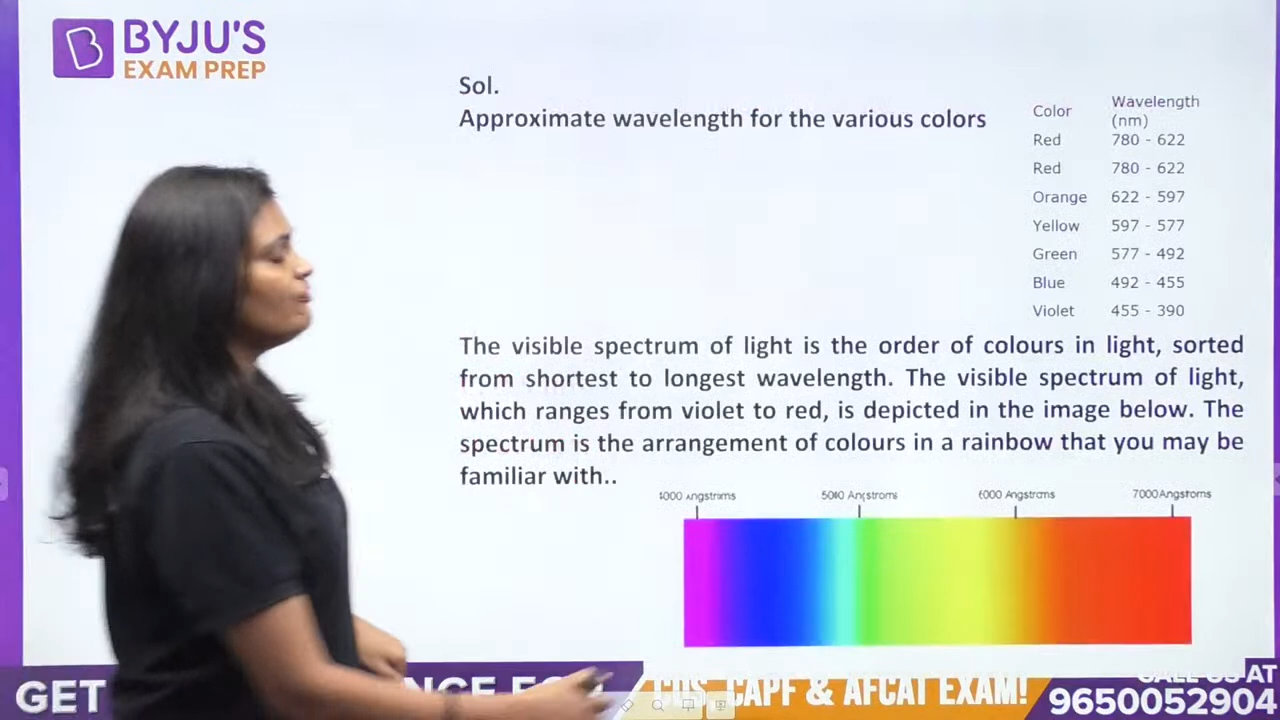 BYJU'S
EXAM PREP
Sol.
Approximate wavelength for the various colors
Color Wavelength (nm)
Red 780 - 622
Red 780 - 622
Orange 622 - 597
Yellow 597 - 577
Green 577 - 492
Blue 492 - 455
Violet 455 - 390
The visible spectrum of light is the order of colours in light, sorted
from shortest to longest wavelength. The visible spectrum of light,
which ranges from violet to red, is depicted in the image below. The
spectrum is the arrangement of colours in a rainbow that you may be
familiar with..
5000 Angstroms 6000 Angstroms 7000 Angstroms
GET CAPF & AFCAT EXAM!
CALL US AT
9650052904